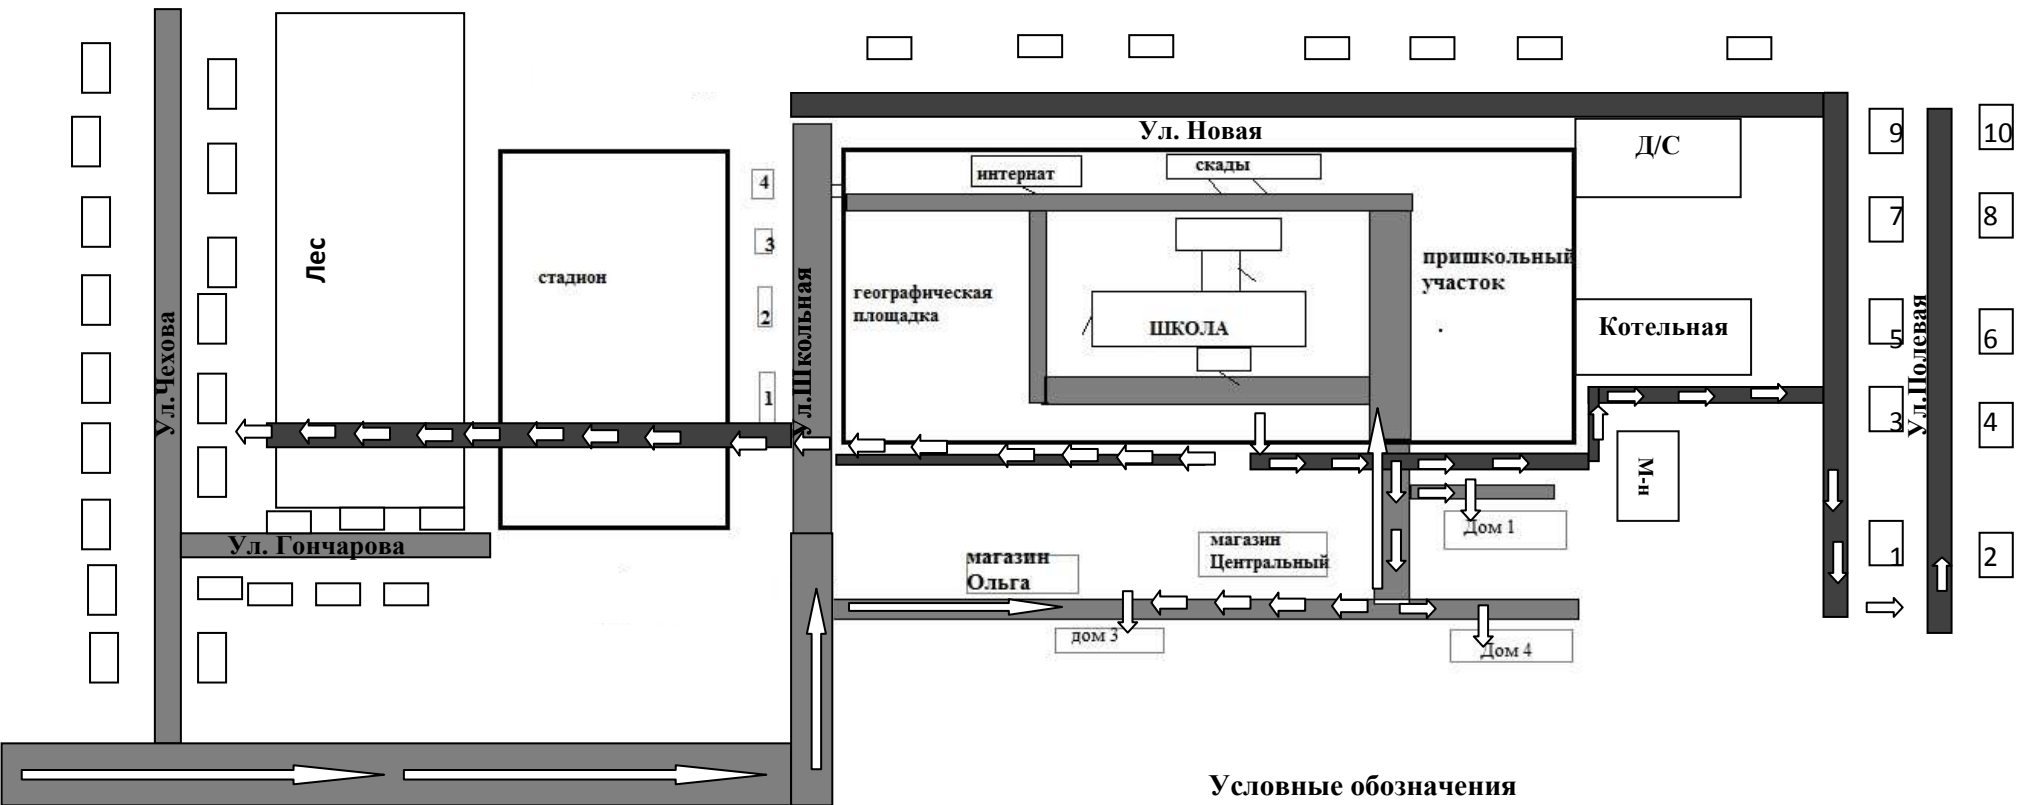 Ул. Новая
Д/С
9
10
интернат
скады
4
7
8
3
Лес
стадион
пришкольный
участок
географическая
площадка
2
ШКОЛА
Котельная
5
6
Ул.Чехова
Ул.Школьная
Ул.Полевая
1
3
4
М-н
Дом 1
Ул. Гончарова
магазин
Ольга
магазин
Центральный
1
2
дом 3
Дом 4
Условные обозначения